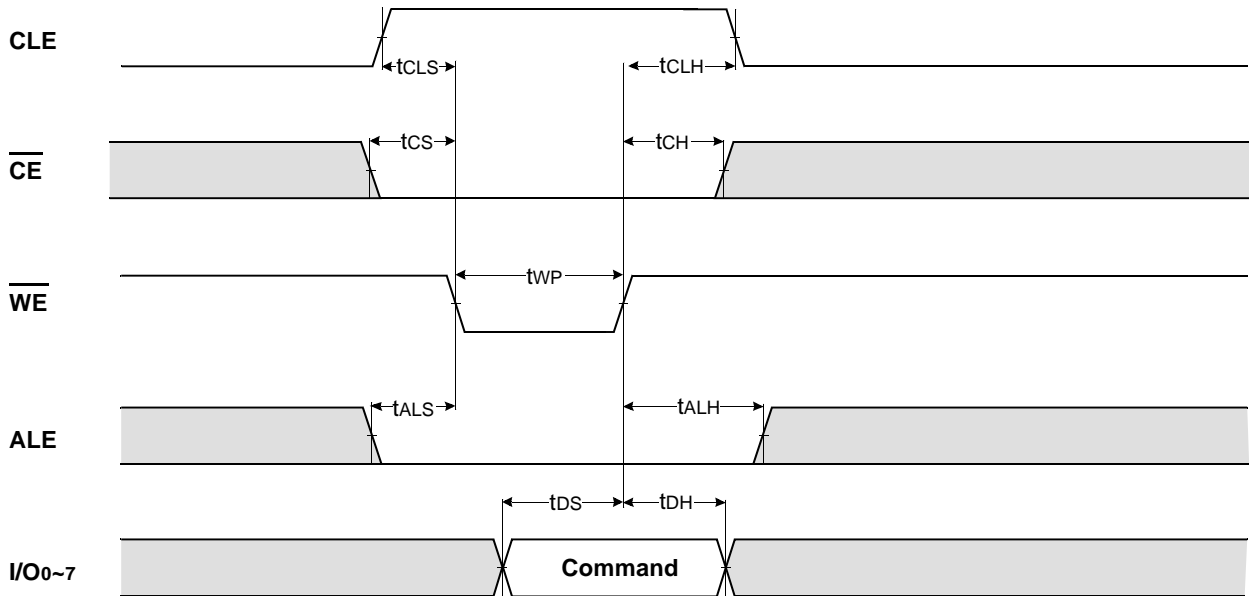 CLE
tCLS
tCLH
CE
tCS
tCH
WE
tWP
ALE
tALS
tALH
tDS
tDH
I/O0~7
Command